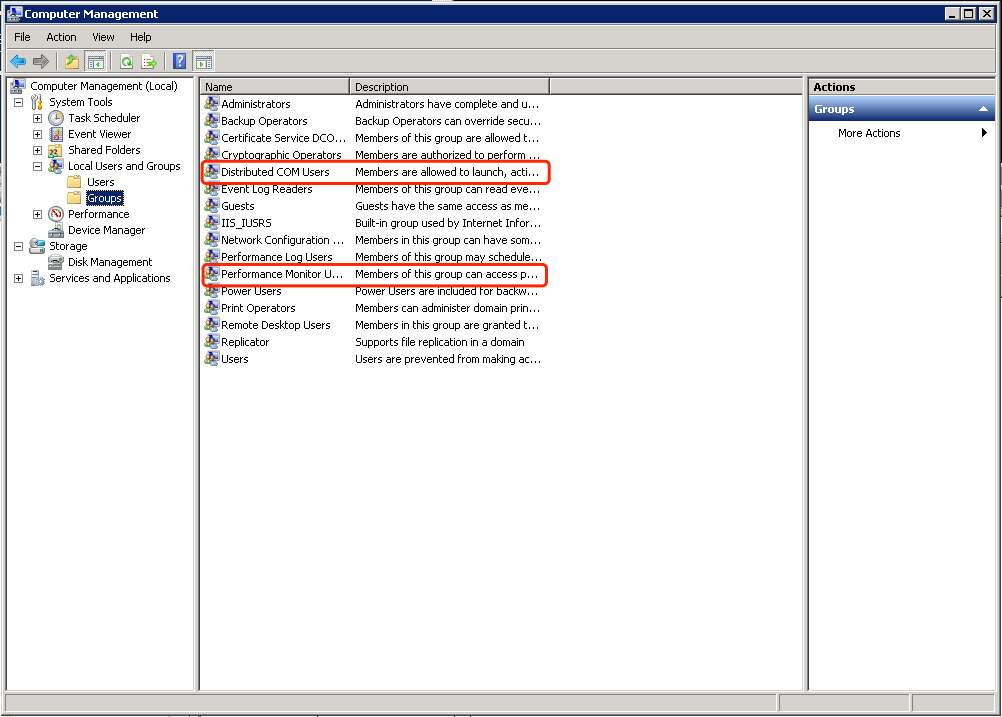 Computer Management
File Action View Help
Computer Management (Local)
System Tools
Task Scheduler
Event Viewer
Shared Folders
Local Users and Groups
Users
Groups
Performance
Device Manager
Storage
Disk Management
Services and Applications
Name Description
Administrators Administrators have complete and u...
Backup Operators Backup Operators can override secu...
Certificate Service DCO... Members of this group are allowed t...
Cryptographic Operators Members are authorized to perform ...
Distributed COM Users Members are allowed to launch, acti...
Event Log Readers Members of this group can read eve...
Guests Guests have the same access as me...
IIS_IUSRS Built-in group used by Internet Infor...
Network Configuration ... Members in this group can have som...
Performance Log Users Members of this group may schedule...
Performance Monitor U... Members of this group can access p...
Power Users Power Users are included for backw...
Print Operators Members can administer domain prin...
Remote Desktop Users Members in this group are granted t...
Replicator Supports file replication in a domain
Users Users are prevented from making ac...
Actions
Groups
More Actions